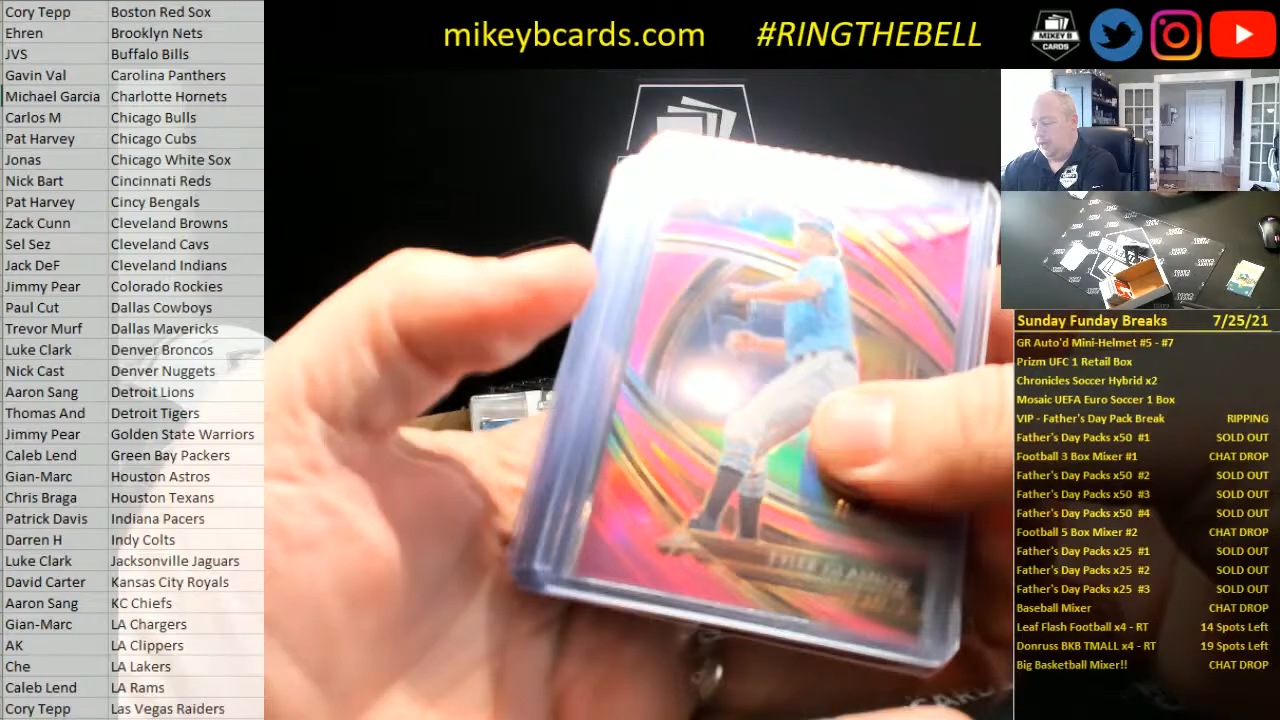 Cory Tepp Boston Red Sox
Ehren Brooklyn Nets
JVS Buffalo Bills
Gavin Val Carolina Panthers
Michael Garcia Charlotte Hornets
Carlos M Chicago Bulls
Pat Harvey Chicago Cubs
Jonas Chicago White Sox
Nick Bart Cincinnati Reds
Pat Harvey Cincy Bengals
Zack Cunn Cleveland Browns
Sel Sez Cleveland Cavs
Jack DeF Cleveland Indians
Jimmy Pear Colorado Rockies
Paul Cut Dallas Cowboys
Trevor Murf Dallas Mavericks
Luke Clark Denver Broncos
Nick Cast Denver Nuggets
Aaron Sang Detroit Lions
Thomas And Detroit Tigers
Jimmy Pear Golden State Warriors
Caleb Lend Green Bay Packers
Gian-Marc Houston Astros
Chris Braga Houston Texans
Patrick Davis Indiana Pacers
Darren H Indy Colts
Luke Clark Jacksonville Jaguars
David Carter Kansas City Royals
Aaron Sang KC Chiefs
Gian-Marc LA Chargers
AK LA Clippers
Che LA Lakers
Caleb Lend LA Rams
Cory Tepp Las Vegas Raiders
mikeybcards.com #RINGTHEBELL
MIKEY B
CARDS
Sunday Funday Breaks 7/25/21
GR Auto'd Mini-Helmet #5 - #7
Prizm UFC 1 Retail Box
Chronicles Soccer Hybrid x2
Mosaic UEFA Euro Soccer 1 Box
VIP - Father's Day Pack Break RIPPING
Father's Day Packs x50 #1 SOLD OUT
Football 3 Box Mixer #1 CHAT DROP
Father's Day Packs x50 #2 SOLD OUT
Father's Day Packs x50 #3 SOLD OUT
Father's Day Packs x50 #4 SOLD OUT
Football 5 Box Mixer #2 CHAT DROP
Father's Day Packs x25 #1 SOLD OUT
Father's Day Packs x25 #2 SOLD OUT
Father's Day Packs x25 #3 SOLD OUT
Baseball Mixer CHAT DROP
Leaf Flash Football x4 - RT 14 Spots Left
Donruss BKB TMALL x4 - RT 19 Spots Left
Big Basketball Mixer!! CHAT DROP